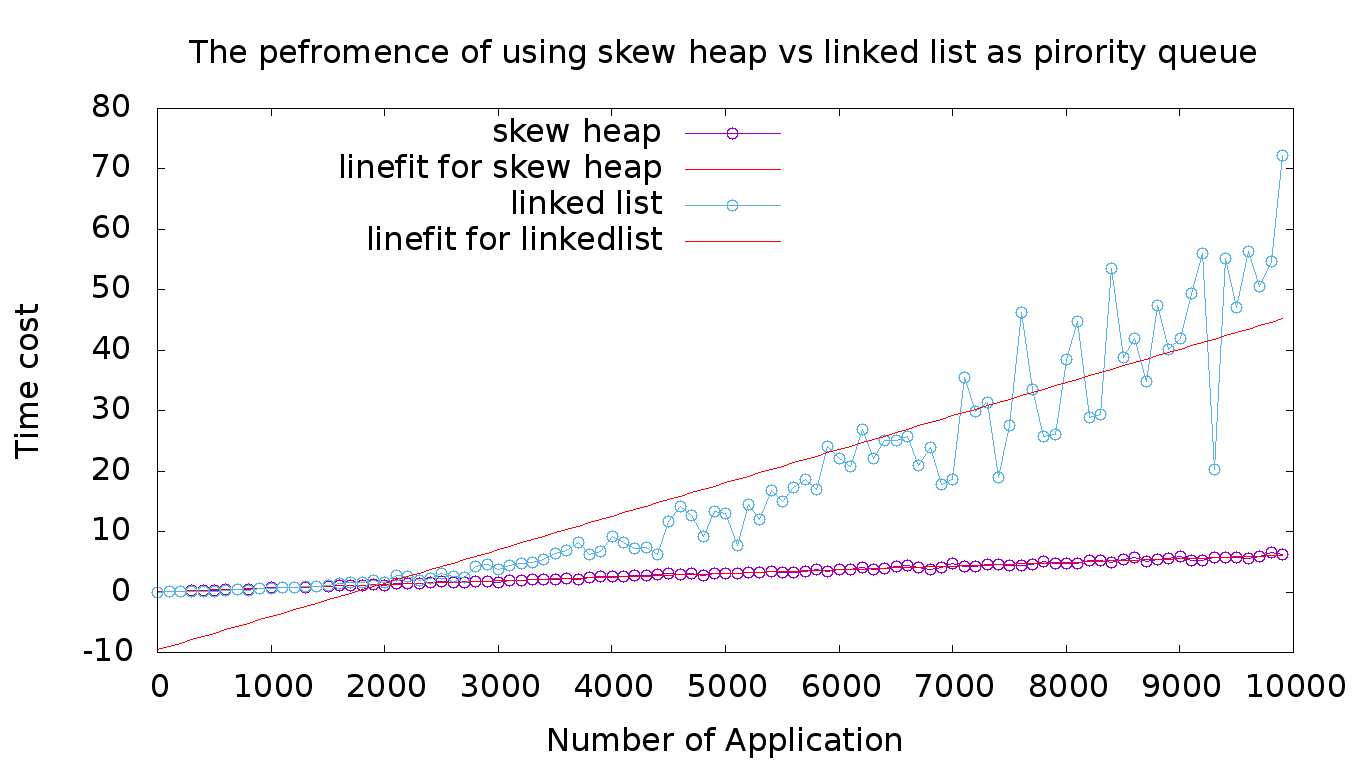 The pefromence of using skew heap vs linked list as pirority queue
80
70
60
50
40
30
20
10
0
-10
skew heap
linefit for skew heap
linked list
linefit for linkedlist
Time cost
0 1000 2000 3000 4000 5000 6000 7000 8000 9000 10000
Number of Application